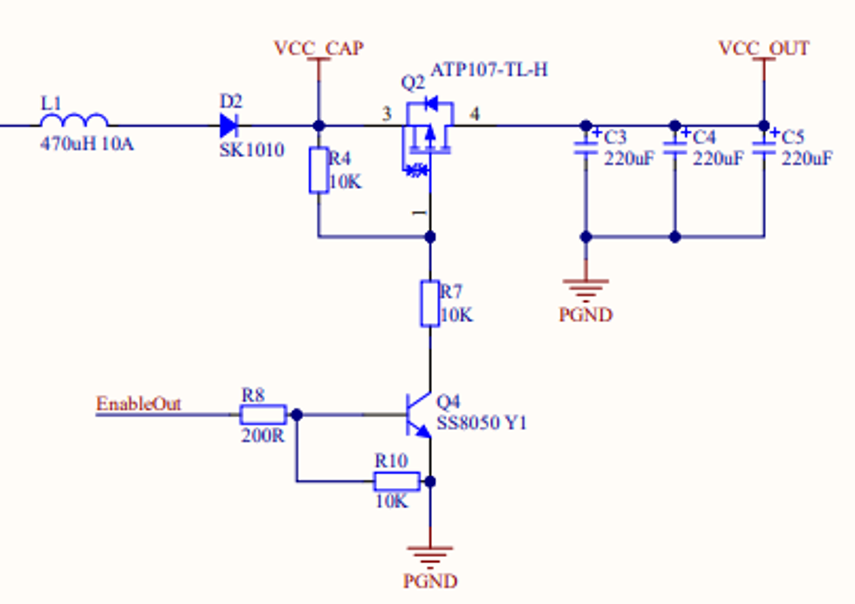 VCC_CAP
VCC_OUT
ATP107-TL-H
Q2
L1
470uH 10A
D2
SK1010
3
4
R4
10K
1
+
C3
220uF
+
C4
220uF
+
C5
220uF
PGND
R7
10K
EnableOut
R8
200R
Q4
SS8050 Y1
R10
10K
PGND